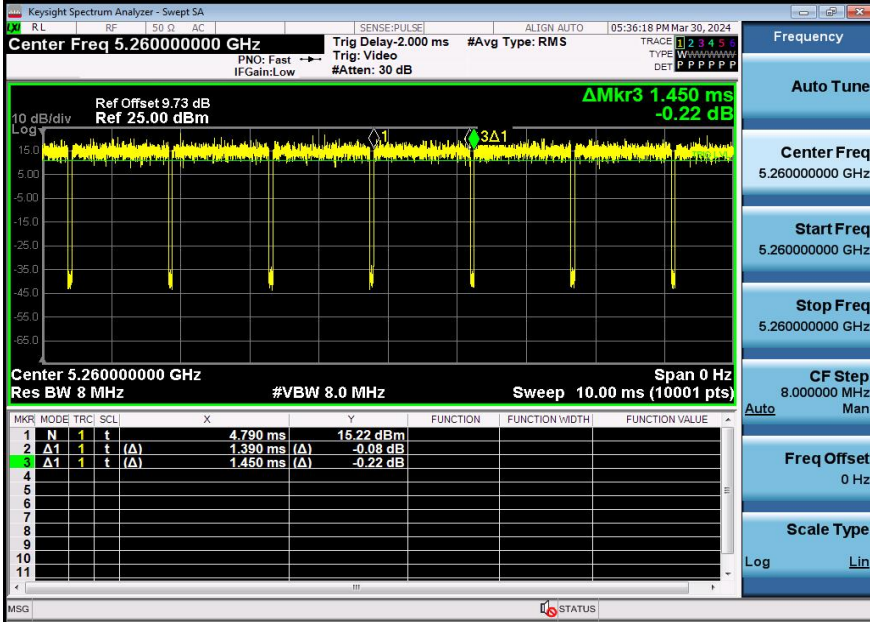 Keysight Spectrum Analyzer - Swept SA
LXI RL RF 50 Ω AC SENSE:PULSE ALIGN AUTO 05:36:18 PM Mar 30, 2024
Center Freq 5.260000000 GHz
PNO: Fast
IFGain:Low
Trig Delay-2.000 ms
Trig: Video
#Atten: 30 dB
#Avg Type: RMS
TRACE 1 2 3 4 5 6
TYPE WWWWWW
DET P P P P P P
ΔMkr3 1.450 ms
-0.22 dB
Ref Offset 9.73 dB
Ref 25.00 dBm
10 dB/div
Log
1
3Δ1
15.0
5.00
-5.00
-15.0
-25.0
-35.0
-45.0
-55.0
-65.0
Center 5.260000000 GHz Span 0 Hz
Res BW 8 MHz #VBW 8.0 MHz Sweep 10.00 ms (10001 pts)
MKR MODE TRC SCL X Y FUNCTION FUNCTION WIDTH FUNCTION VALUE
1 N 1 t 4.790 ms 15.22 dBm
2 Δ1 1 t (Δ) 1.390 ms (Δ) -0.08 dB
3 Δ1 1 t (Δ) 1.450 ms (Δ) -0.22 dB
4
5
6
7
8
9
10
11
MSG STATUS
Frequency
Auto Tune
Center Freq
5.260000000 GHz
Start Freq
5.260000000 GHz
Stop Freq
5.260000000 GHz
CF Step
8.000000 MHz
Auto Man
Freq Offset
0 Hz
Scale Type
Log Lin